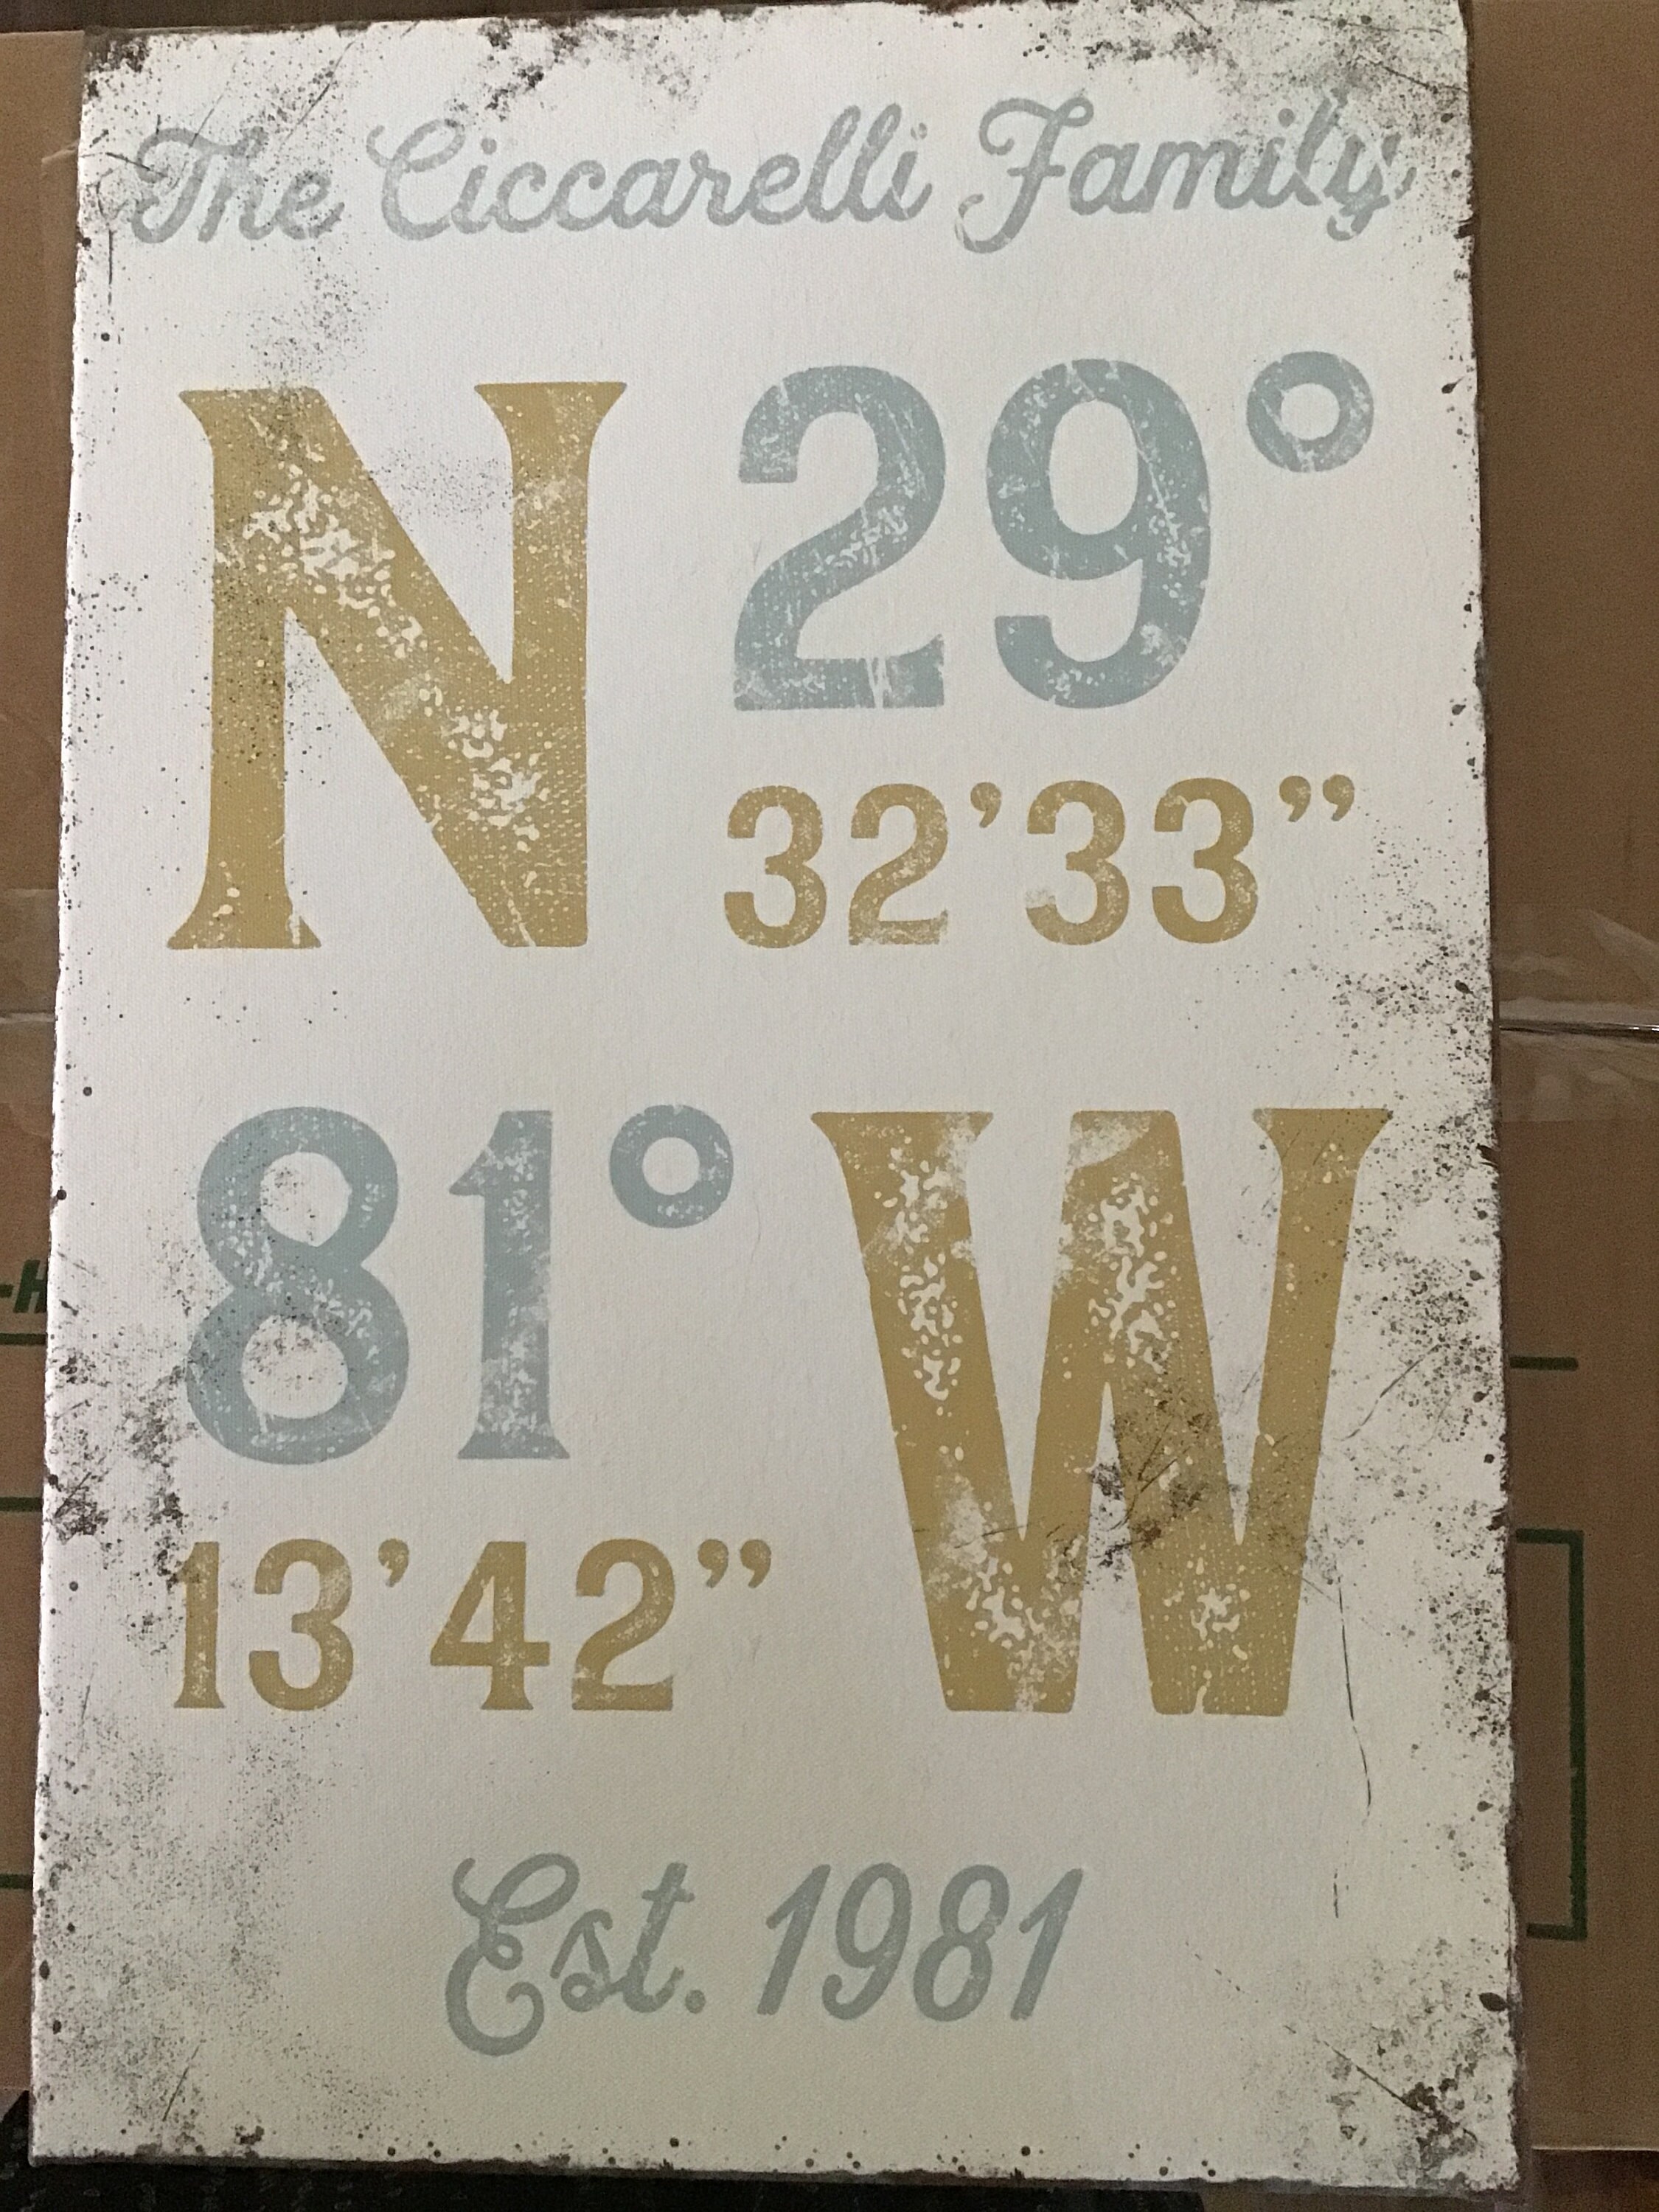 The Ciccarelli Family
N 29°
32’33”
81° W
13’42”
Est. 1981
-H